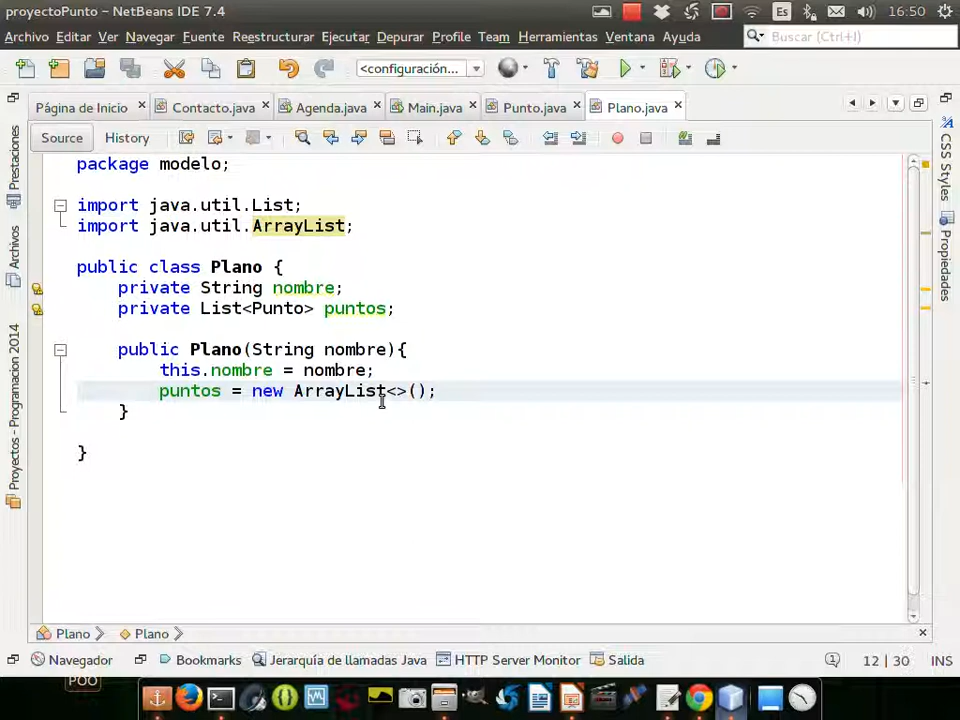 proyectoPunto – NetBeans IDE 7.4
Es
16:50
Archivo Editar Ver Navegar Fuente Reestructurar Ejecutar Depurar Profile Team Herramientas Ventana Ayuda
Buscar (Ctrl+I)
<configuración...
Página de Inicio Contacto.java Agenda.java Main.java Punto.java Plano.java
Source History
Prestaciones
Archivos
Proyectos - Programacion 2014
package modelo;
import java.util.List;
import java.util.ArrayList;
public class Plano {
private String nombre;
private List<Punto> puntos;
public Plano(String nombre){
this.nombre = nombre;
puntos = new ArrayList<>();
}
}
CSS Styles
Propiedades
Plano Plano
Navegador Bookmarks Jerarquía de llamadas Java HTTP Server Monitor Salida
12 | 30 INS
POO